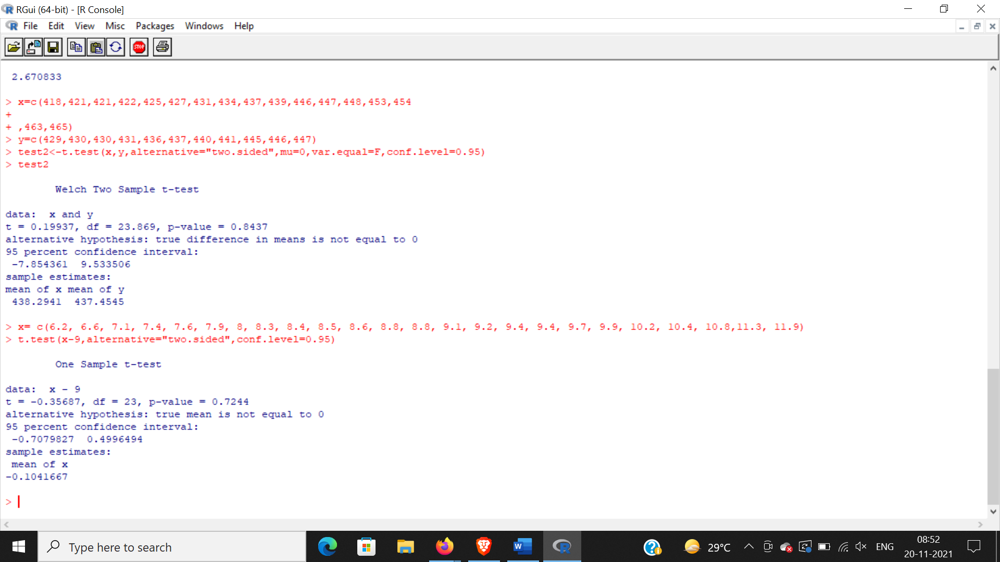 RGui (64-bit) - [R Console]
File Edit View Misc Packages Windows Help
STOP
2.670833
> x=c(418,421,421,422,425,427,431,434,437,439,446,447,448,453,454
+
+ ,463,465)
> y=c(429,430,430,431,436,437,440,441,445,446,447)
> test2<-t.test(x,y,alternative="two.sided",mu=0,var.equal=F,conf.level=0.95)
> test2
Welch Two Sample t-test
data:  x and y
t = 0.19937, df = 23.869, p-value = 0.8437
alternative hypothesis: true difference in means is not equal to 0
95 percent confidence interval:
-7.854361  9.533506
sample estimates:
mean of x mean of y
438.2941  437.4545
> x= c(6.2, 6.6, 7.1, 7.4, 7.6, 7.9, 8, 8.3, 8.4, 8.5, 8.6, 8.8, 8.8, 9.1, 9.2, 9.4, 9.4, 9.7, 9.9, 10.2, 10.4, 10.8,11.3, 11.9)
> t.test(x-9,alternative="two.sided",conf.level=0.95)
One Sample t-test
data:  x - 9
t = -0.35687, df = 23, p-value = 0.7244
alternative hypothesis: true mean is not equal to 0
95 percent confidence interval:
-0.7079827  0.4996494
sample estimates:
mean of x
-0.1041667
>
Type here to search
29°C
ENG
08:52
20-11-2021